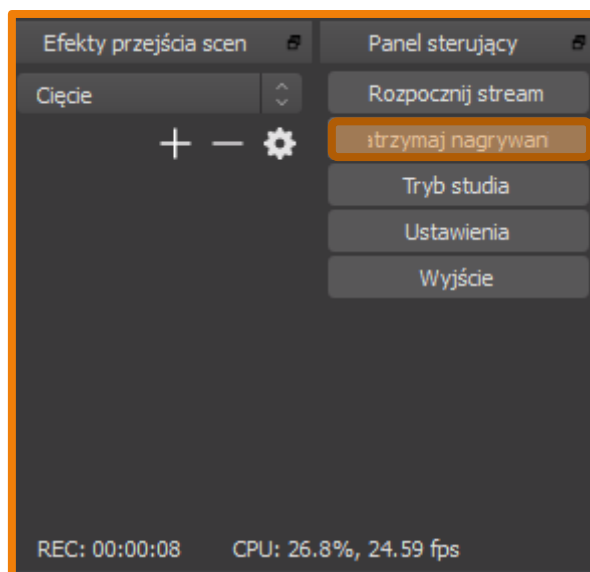 Efekty przejścia scen
Cięcie
Panel sterujący
Rozpocznij stream
atrzymaj nagrywan
Tryb studia
Ustawienia
Wyjście
REC: 00:00:08 CPU: 26.8%, 24.59 fps